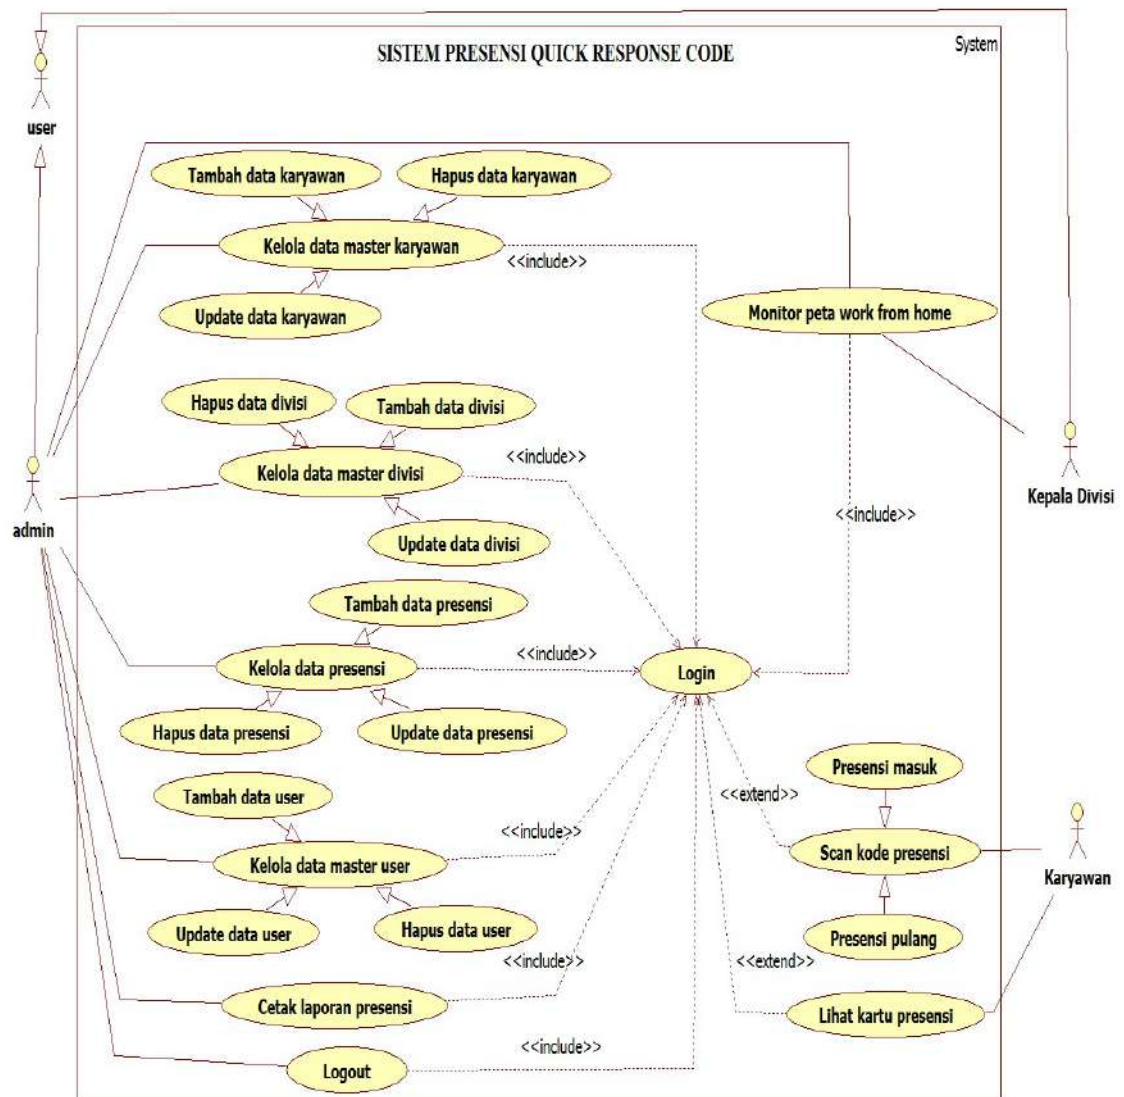 System
SISTEM PRESENSI QUICK RESPONSE CODE
user
Tambah data karyawan
Hapus data karyawan
Kelola data master karyawan
<<include>>
Update data karyawan
Monitor peta work from home
Hapus data divisi
Tambah data divisi
Kelola data master divisi
<<include>>
admin
Kepala Divisi
<<include>>
Update data divisi
Tambah data presensi
Kelola data presensi
<<include>>
Login
Hapus data presensi
Update data presensi
Presensi masuk
Tambah data user
<<extend>>
<<include>>
Kelola data master user
Scan kode presensi
Karyawan
Update data user
Hapus data user
Presensi pulang
<<include>>
<<extend>>
Cetak laporan presensi
Lihat kartu presensi
<<include>>
Logout